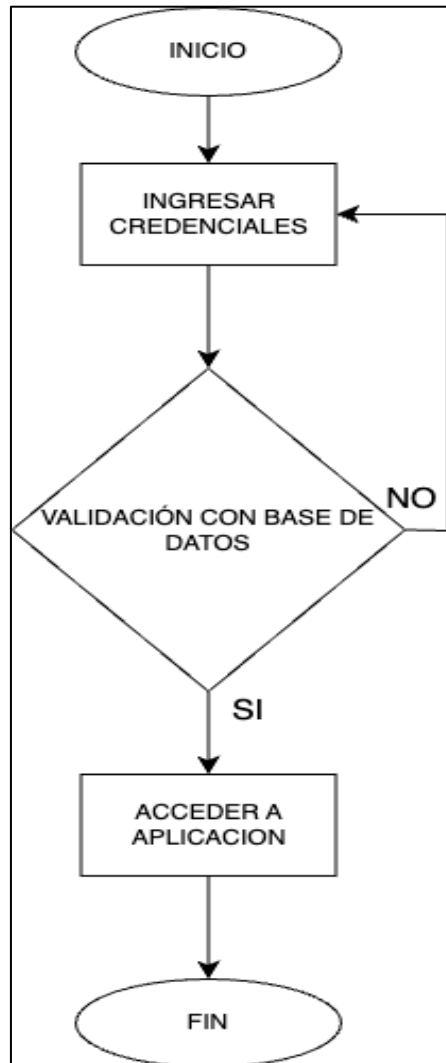 INICIO
INGRESAR
CREDENCIALES
VALIDACIÓN CON BASE DE
DATOS
NO
SI
ACCEDER A
APLICACION
FIN